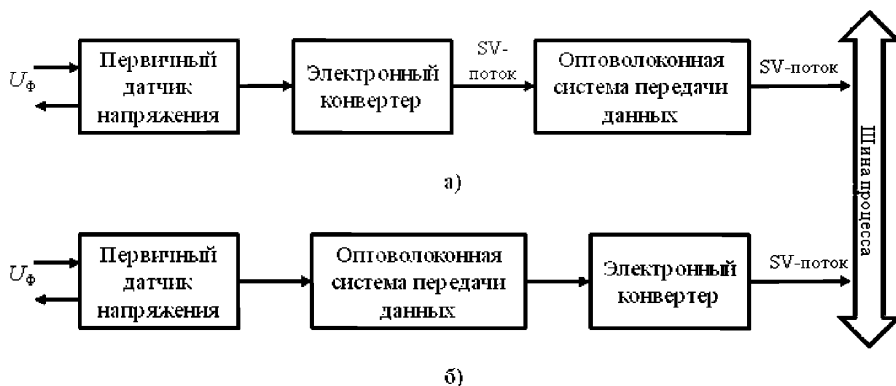 U_Ф
Первичный
датчик
напряжения
Электронный
конвертер
SV-
поток
Оптоволоконная
система передачи
данных
SV-поток
Шина процесса
а)
U_Ф
Первичный
датчик
напряжения
Оптоволоконная
система передачи
данных
Электронный
конвертер
SV-поток
б)